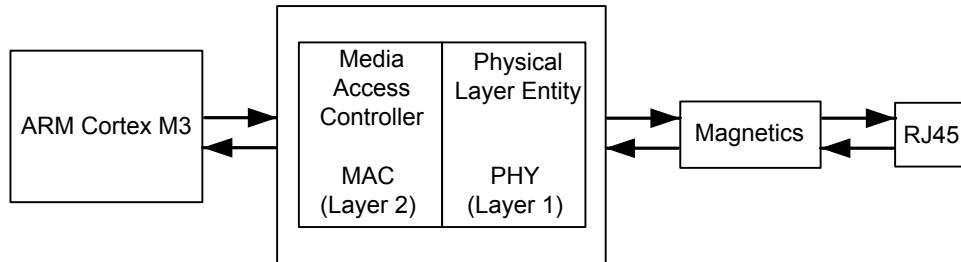 ARM Cortex M3
Media
Access
Controller
MAC
(Layer 2)
Physical
Layer Entity
PHY
(Layer 1)
Magnetics
RJ45